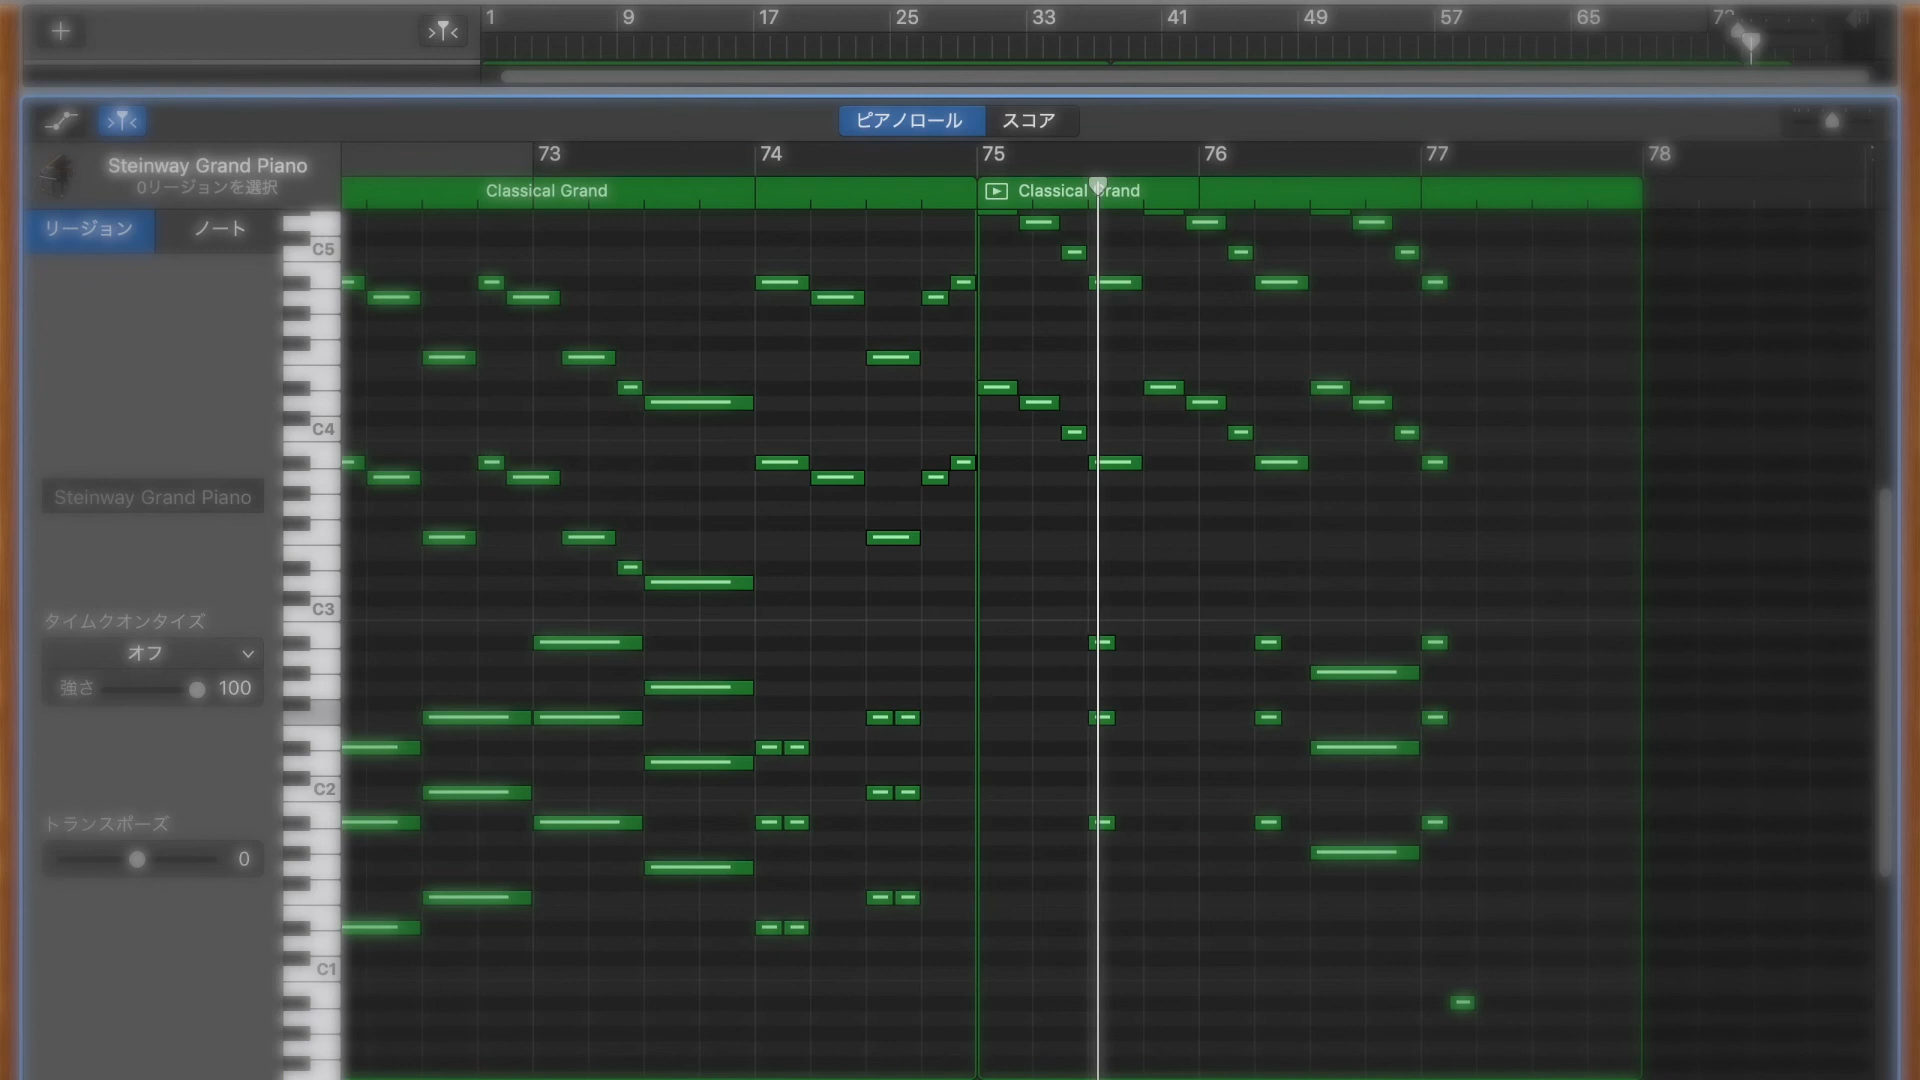 1 9 17 25 33 41 49 57 65
ピアノロール スコア
Steinway Grand Piano
0リージョンを選択
73 74 75 76 77 78
Classical Grand
Classical Grand
リージョン ノート
C5
C4
Steinway Grand Piano
C3
タイムクオンタイズ
オフ
強さ 100
C2
トランスポーズ
0
C1